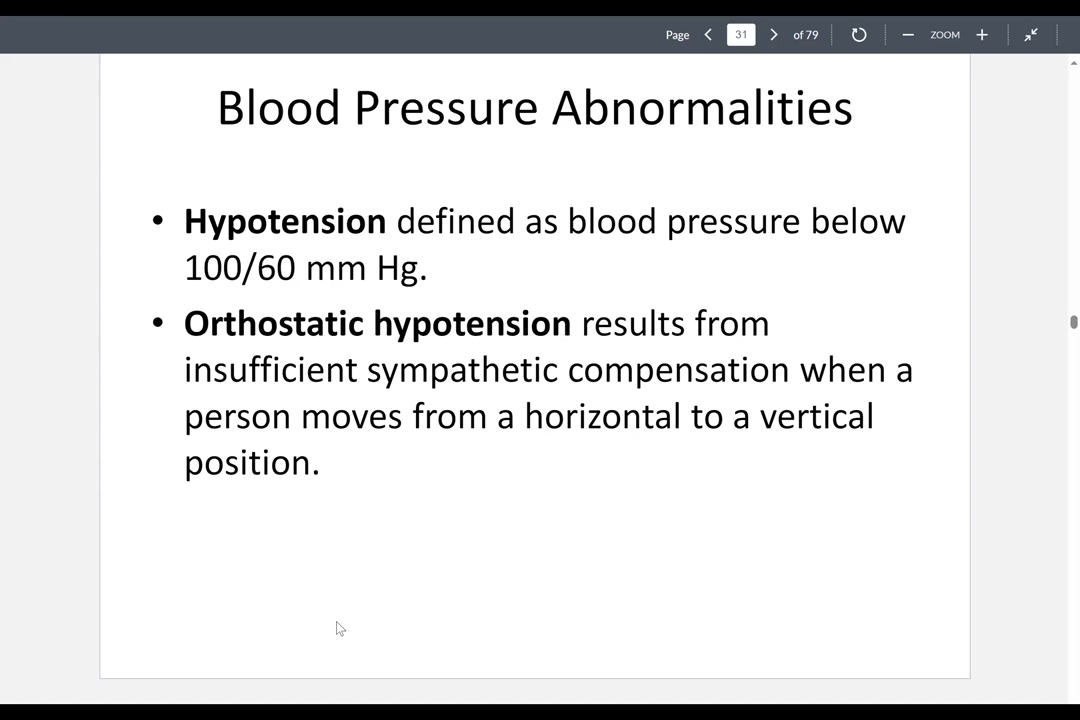 Page 31 of 79 ZOOM
Blood Pressure Abnormalities
• Hypotension defined as blood pressure below
100/60 mm Hg.
• Orthostatic hypotension results from
insufficient sympathetic compensation when a
person moves from a horizontal to a vertical
position.